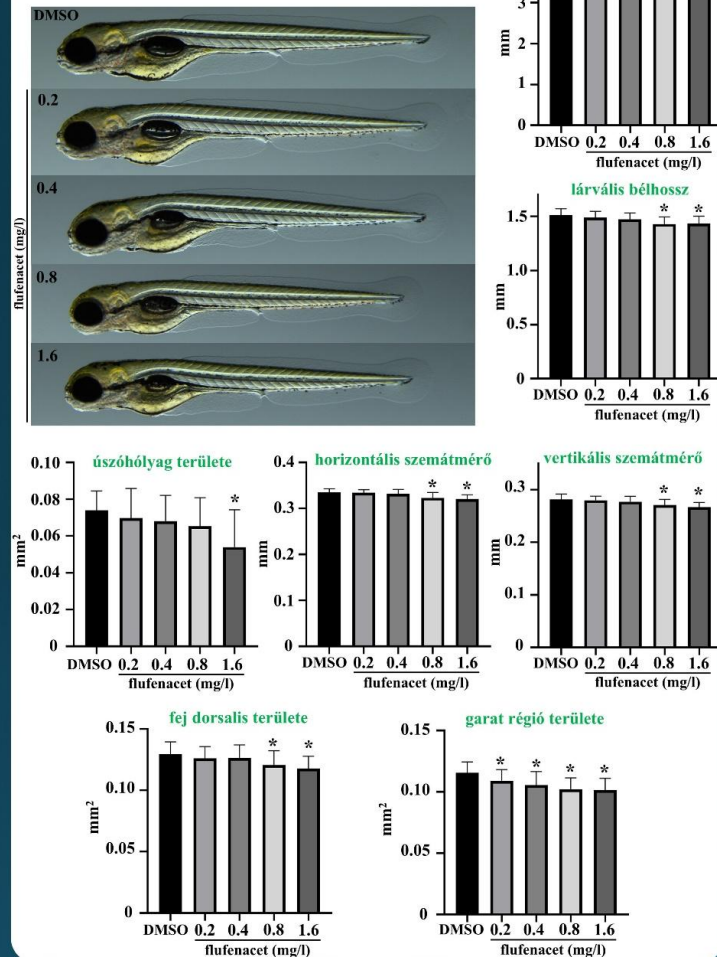 DMSO
0.2
0.4
0.8
1.6
flufenacet (mg/l)
3
2
1
0
mm
DMSO 0.2 0.4 0.8 1.6
flufenacet (mg/l)
lárvális bélhossz
* *
1.5
1.0
0.5
0
mm
DMSO 0.2 0.4 0.8 1.6
flufenacet (mg/l)
úszóhólyag területe
*
0.10
0.08
0.06
0.04
0.02
0
mm²
DMSO 0.2 0.4 0.8 1.6
flufenacet (mg/l)
horizontális szemátmérő
* *
0.4
0.3
0.2
0.1
0
mm
DMSO 0.2 0.4 0.8 1.6
flufenacet (mg/l)
vertikális szemátmérő
* *
0.3
0.2
0.1
0
mm
DMSO 0.2 0.4 0.8 1.6
flufenacet (mg/l)
fej dorsalis területe
* *
0.15
0.10
0.05
0
mm²
DMSO 0.2 0.4 0.8 1.6
flufenacet (mg/l)
garat régió területe
* * * *
0.15
0.10
0.05
0
mm²
DMSO 0.2 0.4 0.8 1.6
flufenacet (mg/l)